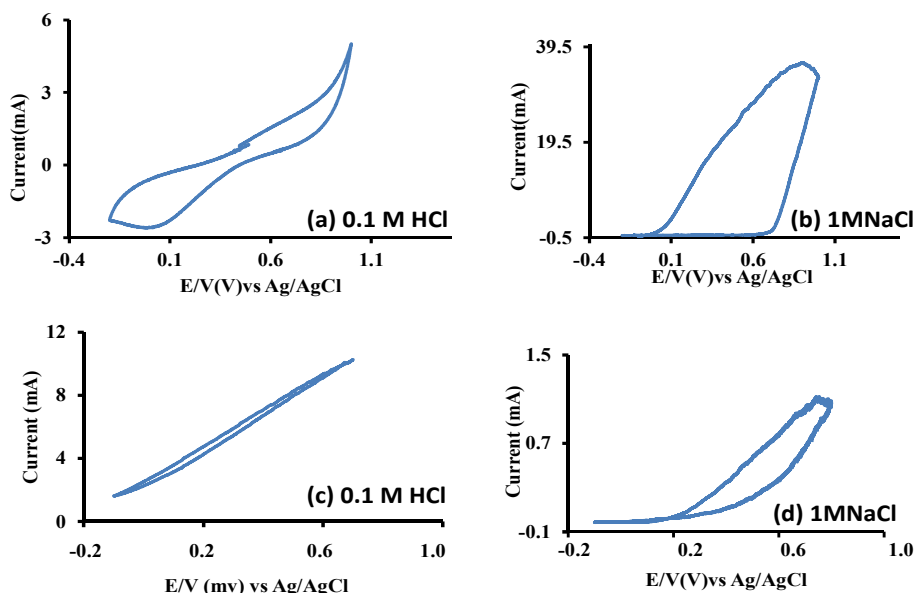 6
3
0
-3
-0.4
0.1
0.6
1.1
Current(mA)
(a) 0.1 M HCl
E/V(V)vs Ag/AgCl
39.5
19.5
-0.5
-0.4
0.1
0.6
1.1
Current(mA)
(b) 1MNaCl
E/V(V)vs Ag/AgCl
12
8
4
0
-0.2
0.2
0.6
1.0
Current (mA)
(c) 0.1 M HCl
E/V (mv) vs Ag/AgCl
1.5
0.7
-0.1
-0.2
0.2
0.6
1.0
Current (mA)
(d) 1MNaCl
E/V(V)vs Ag/AgCl